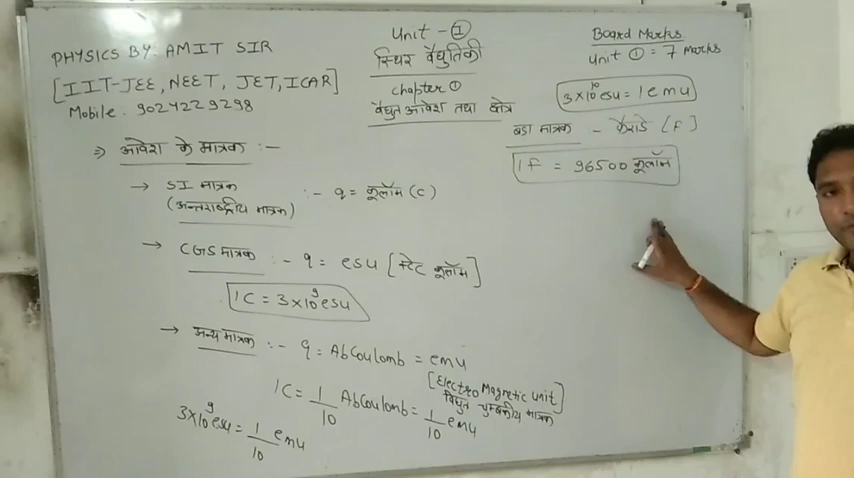 PHYSICS BY: AMIT SIR
[IIT-JEE, NEET, JET, ICAR]
Mobile. 9024229298
Unit - ①
स्थिर वैद्युतिकी
chapter ①
वैद्युत आवेश तथा क्षेत्र
Board Marks
Unit ① = 7 Marks
3×10¹⁰ esu = 1 emu
बडा मात्रक - फैराडे (F)
1F = 96500 कूलॉम
⇒ आवेश के मात्रक :-
→ SI मात्रक :- q = कूलॉम (C)
(अन्तराष्ट्रीय मात्रक)
→ CGS मात्रक :- q = esu [स्टेट कूलॉम]
1C = 3×10⁹ esu
→ अन्य मात्रक :- q = AbCoulomb = emu
[Electro Magnetic Unit]
विधुत चुम्बकीय मात्रक
1C = 1/10 AbCoulomb = 1/10 emu
3×10⁹ esu = 1/10 emu